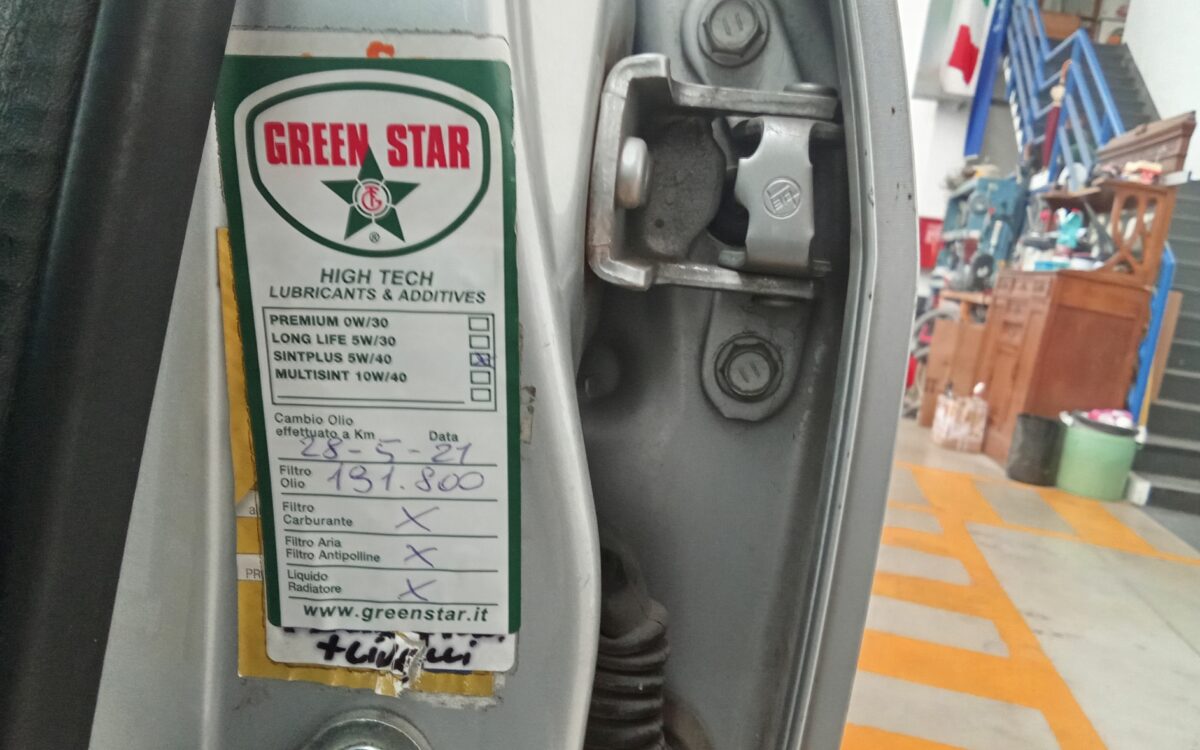 GREEN STAR
®
HIGH TECH
LUBRICANTS & ADDITIVES
PREMIUM 0W/30
LONG LIFE 5W/30
SINTPLUS 5W/40 X
MULTISINT 10W/40
Cambio Olio
effettuato a Km Data
28-5-21
Filtro
Olio 191.800
Filtro
Carburante X
Filtro Aria
Filtro Antipolline X
Liquido
Radiatore X
www.greenstar.it